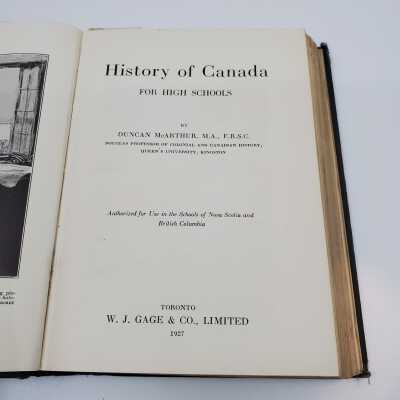 History of Canada
FOR HIGH SCHOOLS
BY
DUNCAN McARTHUR, M.A., F.R.S.C.
DOUGLAS PROFESSOR OF COLONIAL AND CANADIAN HISTORY,
QUEEN'S UNIVERSITY, KINGSTON
Authorized for Use in the Schools of Nova Scotia and
British Columbia
TORONTO
W. J. GAGE & CO., LIMITED
1927